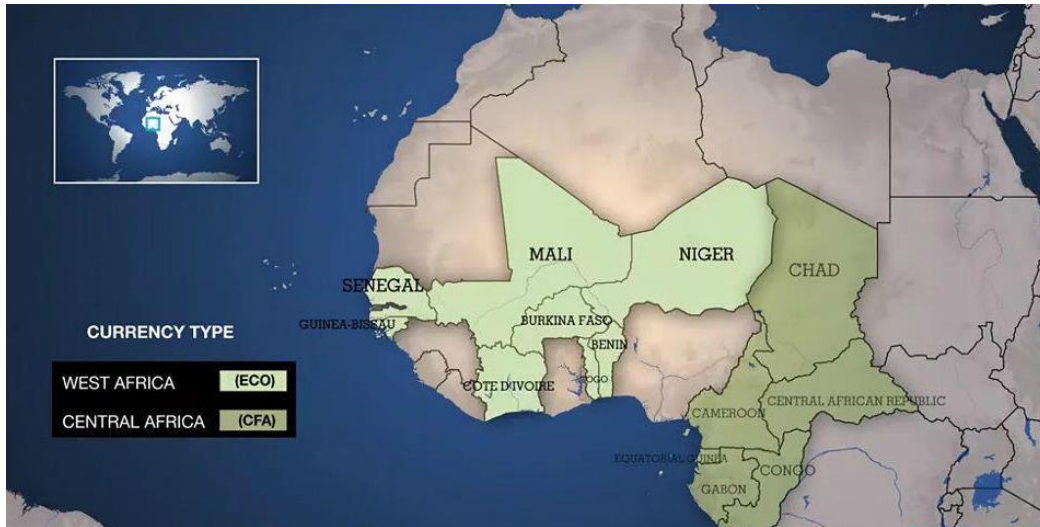 MALI
NIGER
CHAD
SENEGAL
GUINEA-BISSAU
BURKINA FASO
BENIN
CURRENCY TYPE
WEST AFRICA (ECO)
CENTRAL AFRICA (CFA)
COTE D'IVOIRE
TOGO
CAMEROON
CENTRAL AFRICAN REPUBLIC
EQUATORIAL GUINEA
CONGO
GABON